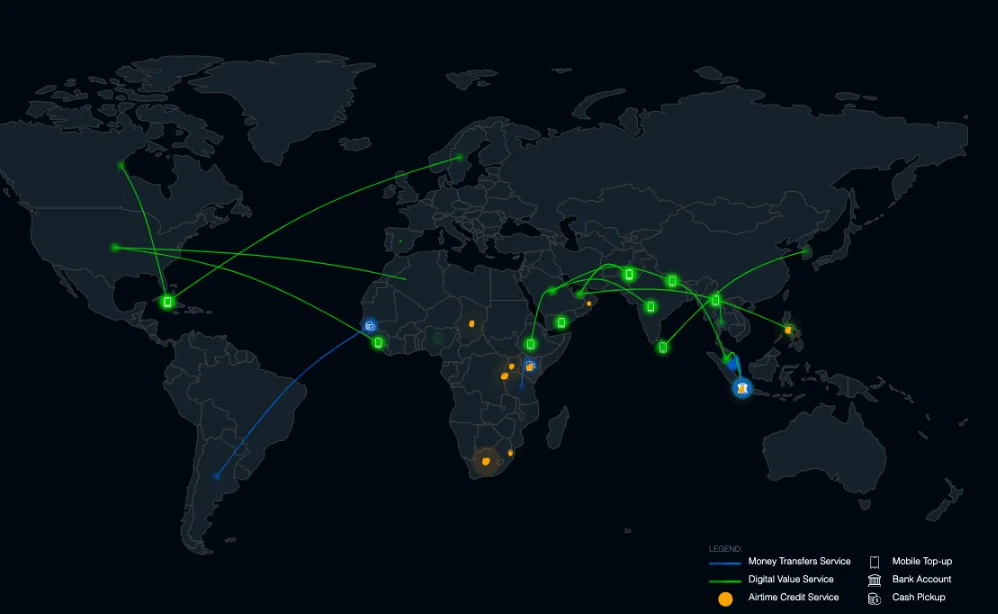 LEGEND:
Money Transfers Service
Mobile Top-up
Digital Value Service
Bank Account
Airtime Credit Service
Cash Pickup